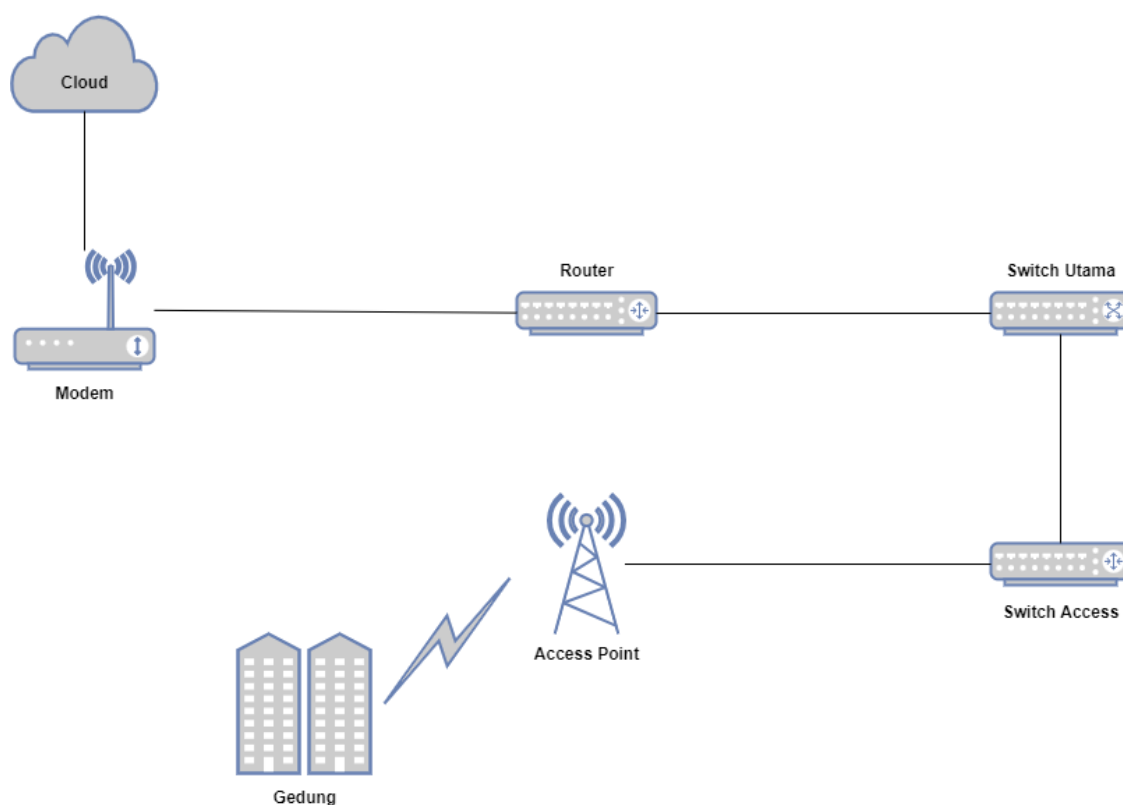 Cloud
Router
Switch Utama
Modem
Switch Access
Access Point
Gedung